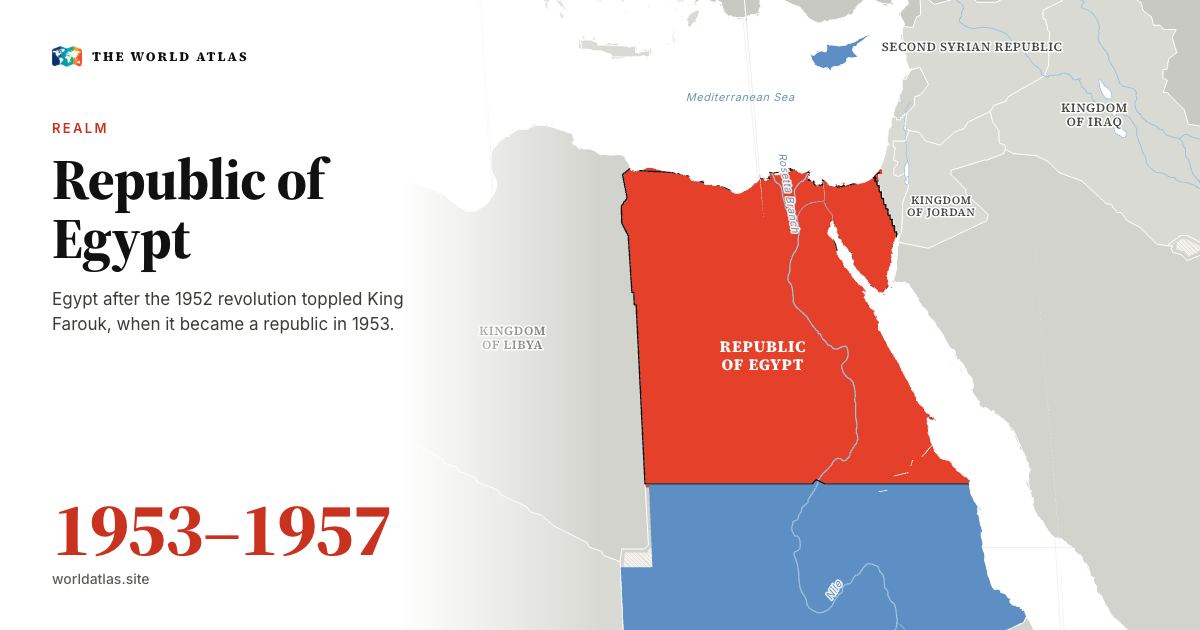 THE WORLD ATLAS
REALM
Republic of
Egypt
Egypt after the 1952 revolution toppled King
Farouk, when it became a republic in 1953.
1953–1957
worldatlas.site
SECOND SYRIAN REPUBLIC
Mediterranean Sea
KINGDOM
OF IRAQ
Rosetta Branch
KINGDOM
OF JORDAN
KINGDOM
OF LIBYA
REPUBLIC
OF EGYPT
Nile